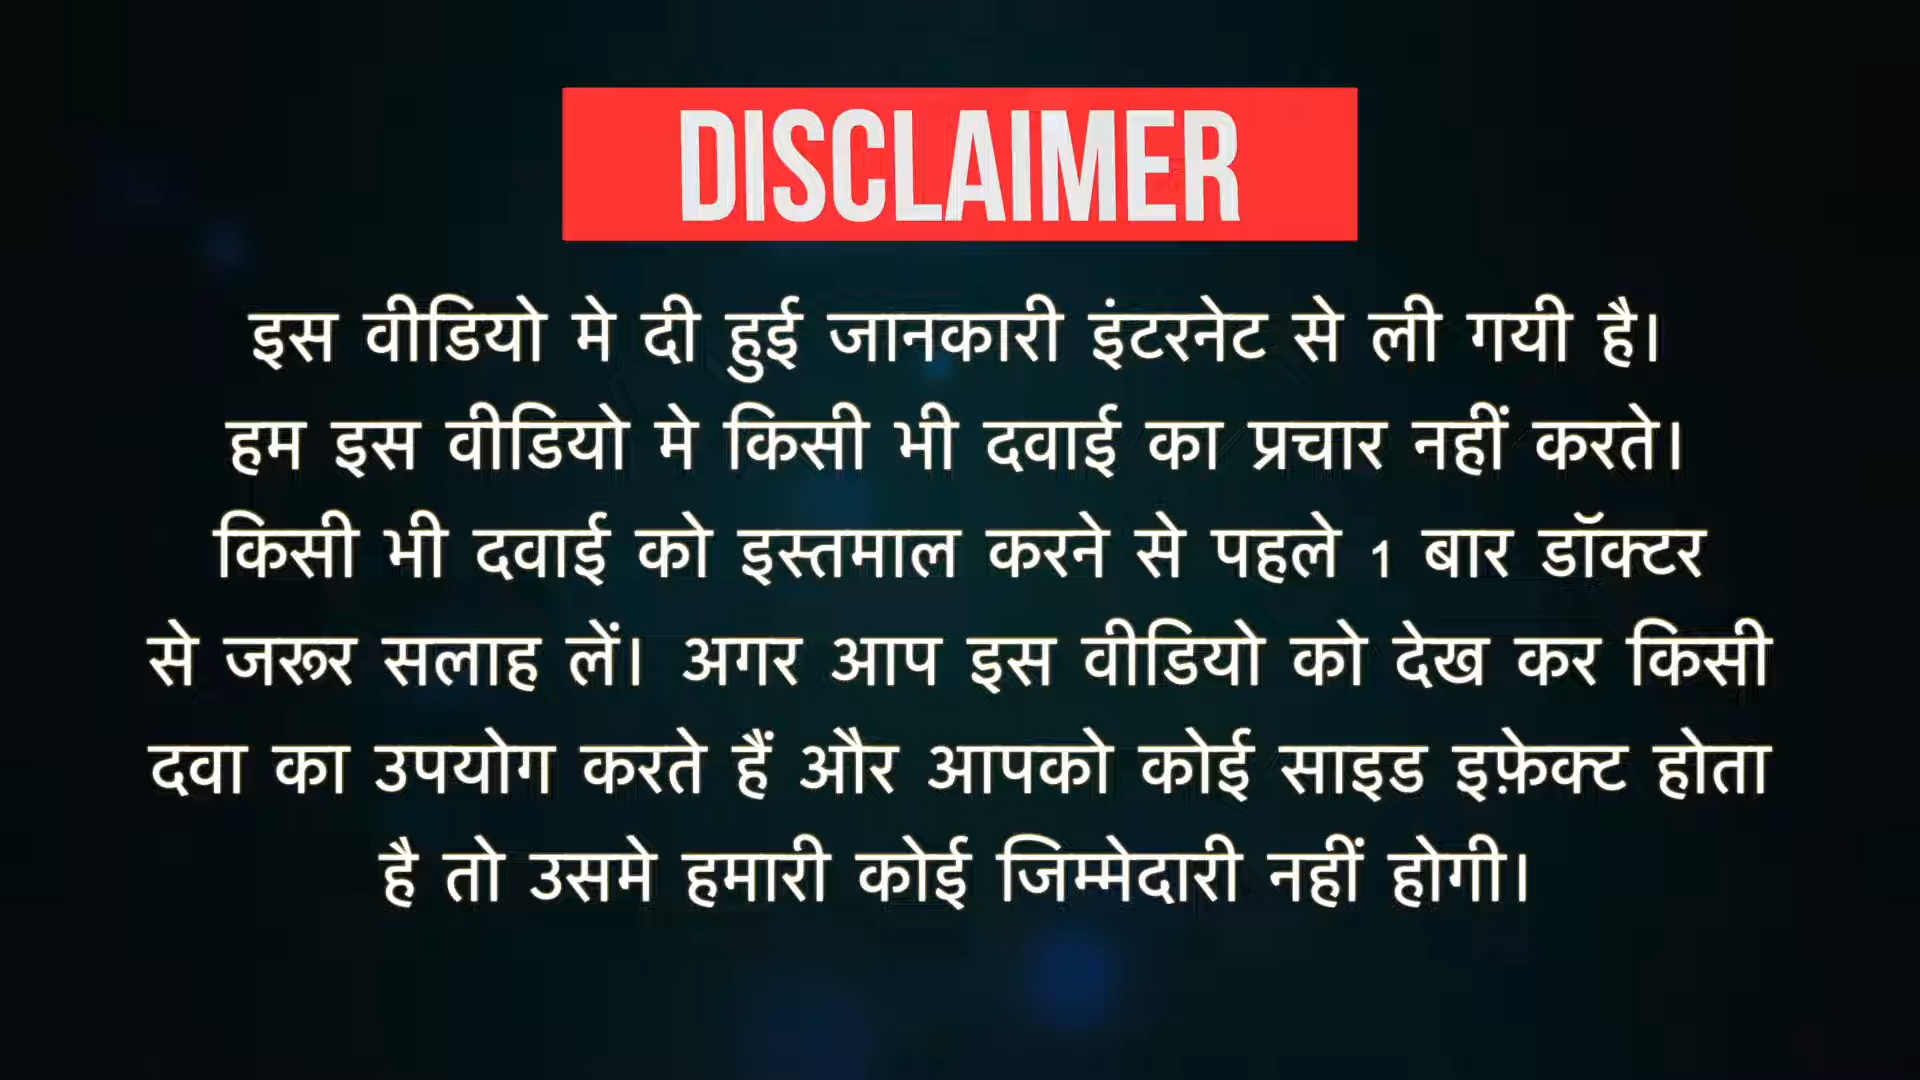 DISCLAIMER
इस वीडियो मे दी हुई जानकारी इंटरनेट से ली गयी है।
हम इस वीडियो मे किसी भी दवाई का प्रचार नहीं करते।
किसी भी दवाई को इस्तमाल करने से पहले 1 बार डॉक्टर
से जरूर सलाह लें। अगर आप इस वीडियो को देख कर किसी
दवा का उपयोग करते हैं और आपको कोई साइड इफ़ेक्ट होता
है तो उसमे हमारी कोई जिम्मेदारी नहीं होगी।